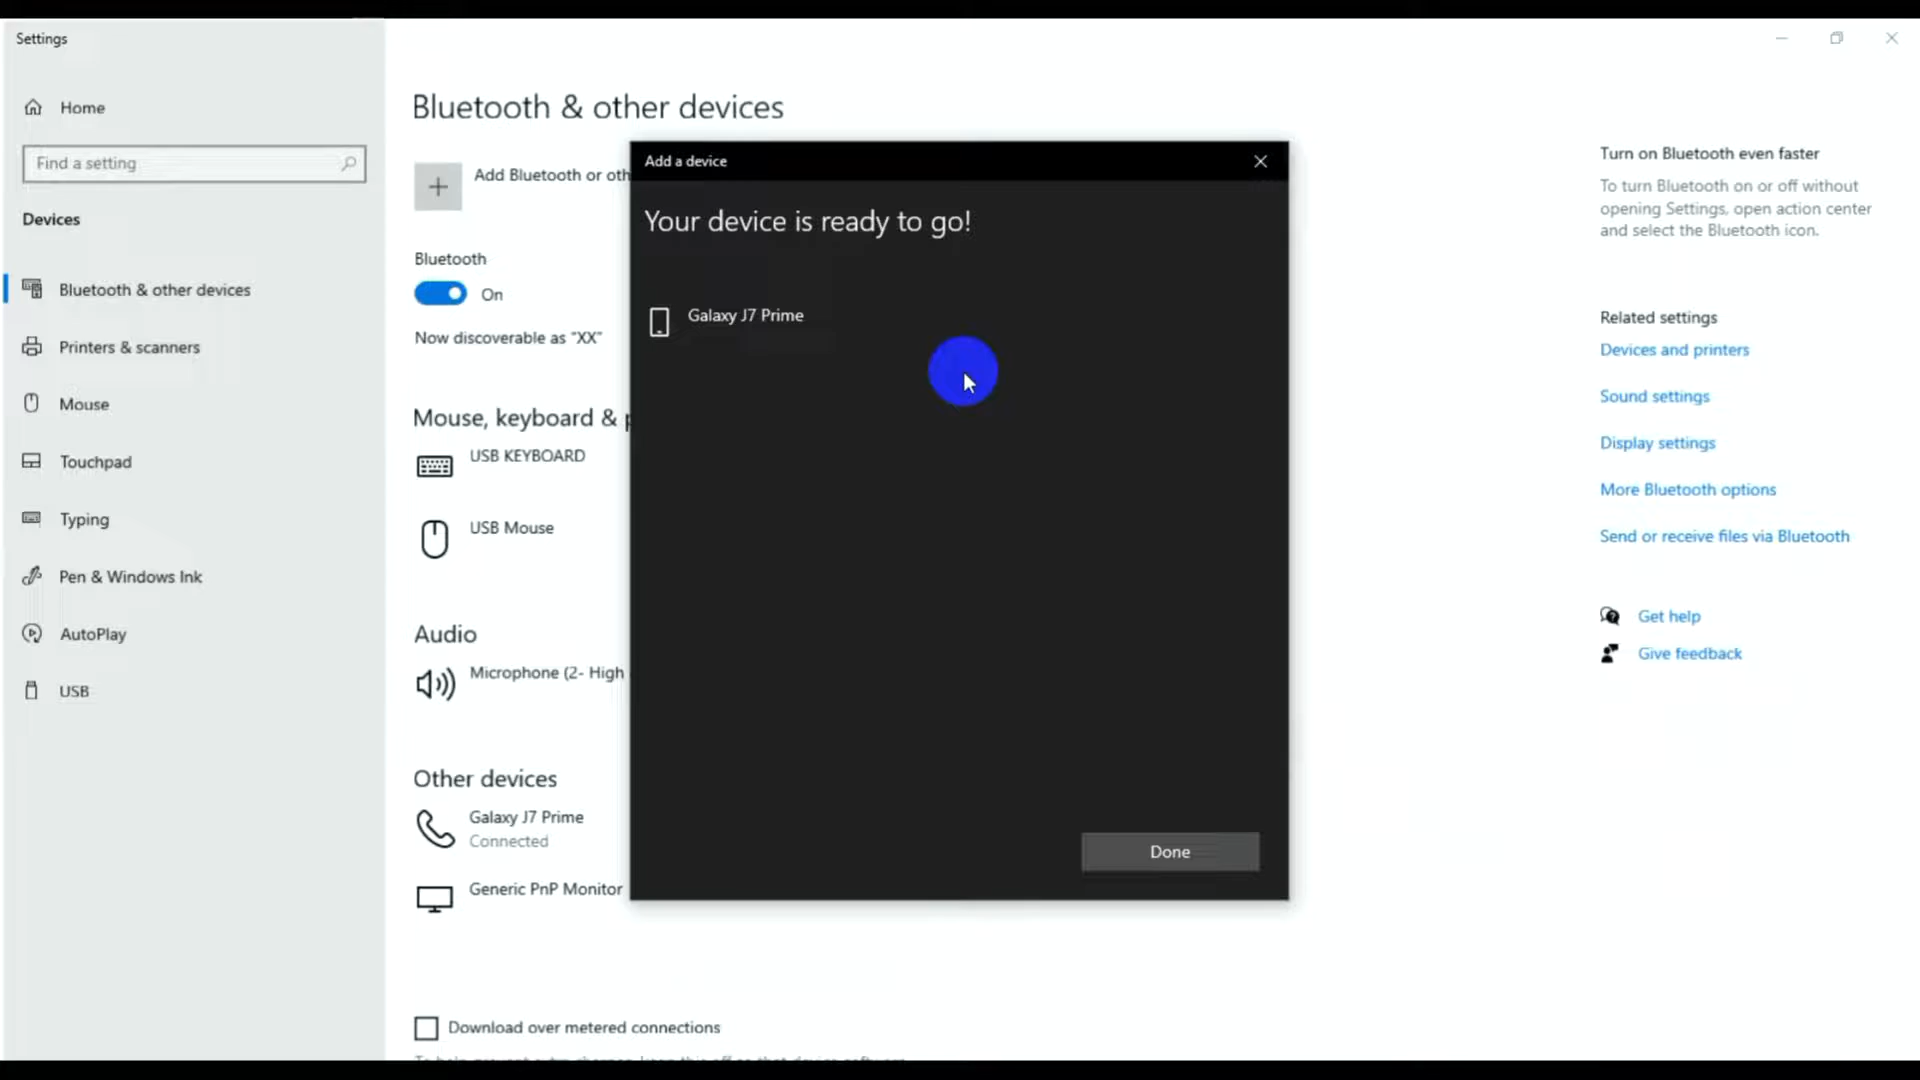 Settings
Home
Find a setting
Devices
Bluetooth & other devices
Printers & scanners
Mouse
Touchpad
Typing
Pen & Windows Ink
AutoPlay
USB
Bluetooth & other devices
Add Bluetooth or oth
Bluetooth
On
Now discoverable as "XX"
Mouse, keyboard & p
USB KEYBOARD
USB Mouse
Audio
Microphone (2- High
Other devices
Galaxy J7 Prime
Connected
Generic PnP Monitor
Download over metered connections
Add a device
Your device is ready to go!
Galaxy J7 Prime
Done
Turn on Bluetooth even faster
To turn Bluetooth on or off without
opening Settings, open action center
and select the Bluetooth icon.
Related settings
Devices and printers
Sound settings
Display settings
More Bluetooth options
Send or receive files via Bluetooth
Get help
Give feedback